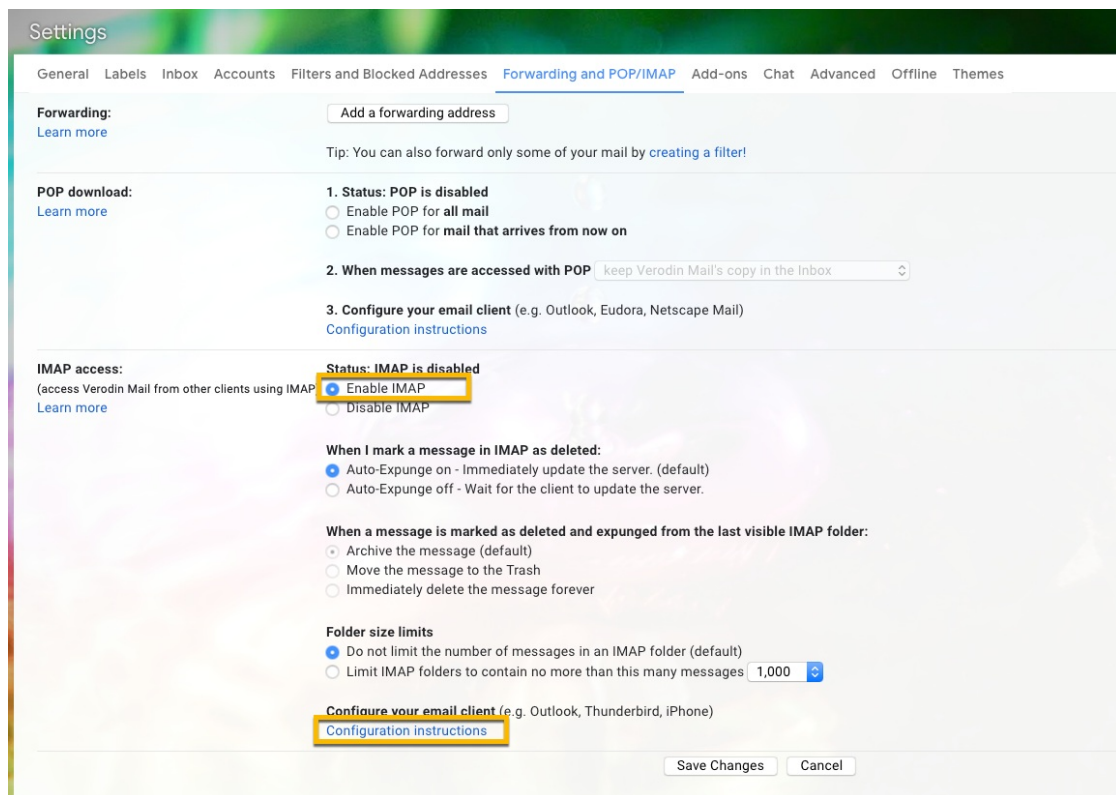 Settings
General Labels Inbox Accounts Filters and Blocked Addresses Forwarding and POP/IMAP Add-ons Chat Advanced Offline Themes
Forwarding:
Learn more
Add a forwarding address
Tip: You can also forward only some of your mail by creating a filter!
POP download:
Learn more
1. Status: POP is disabled
Enable POP for all mail
Enable POP for mail that arrives from now on
2. When messages are accessed with POP keep Verodin Mail's copy in the Inbox
3. Configure your email client (e.g. Outlook, Eudora, Netscape Mail)
Configuration instructions
IMAP access:
(access Verodin Mail from other clients using IMAP
Learn more
Status: IMAP is disabled
Enable IMAP
Disable IMAP
When I mark a message in IMAP as deleted:
Auto-Expunge on - Immediately update the server. (default)
Auto-Expunge off - Wait for the client to update the server.
When a message is marked as deleted and expunged from the last visible IMAP folder:
Archive the message (default)
Move the message to the Trash
Immediately delete the message forever
Folder size limits
Do not limit the number of messages in an IMAP folder (default)
Limit IMAP folders to contain no more than this many messages 1,000
Configure your email client (e.g. Outlook, Thunderbird, iPhone)
Configuration instructions
Save Changes Cancel